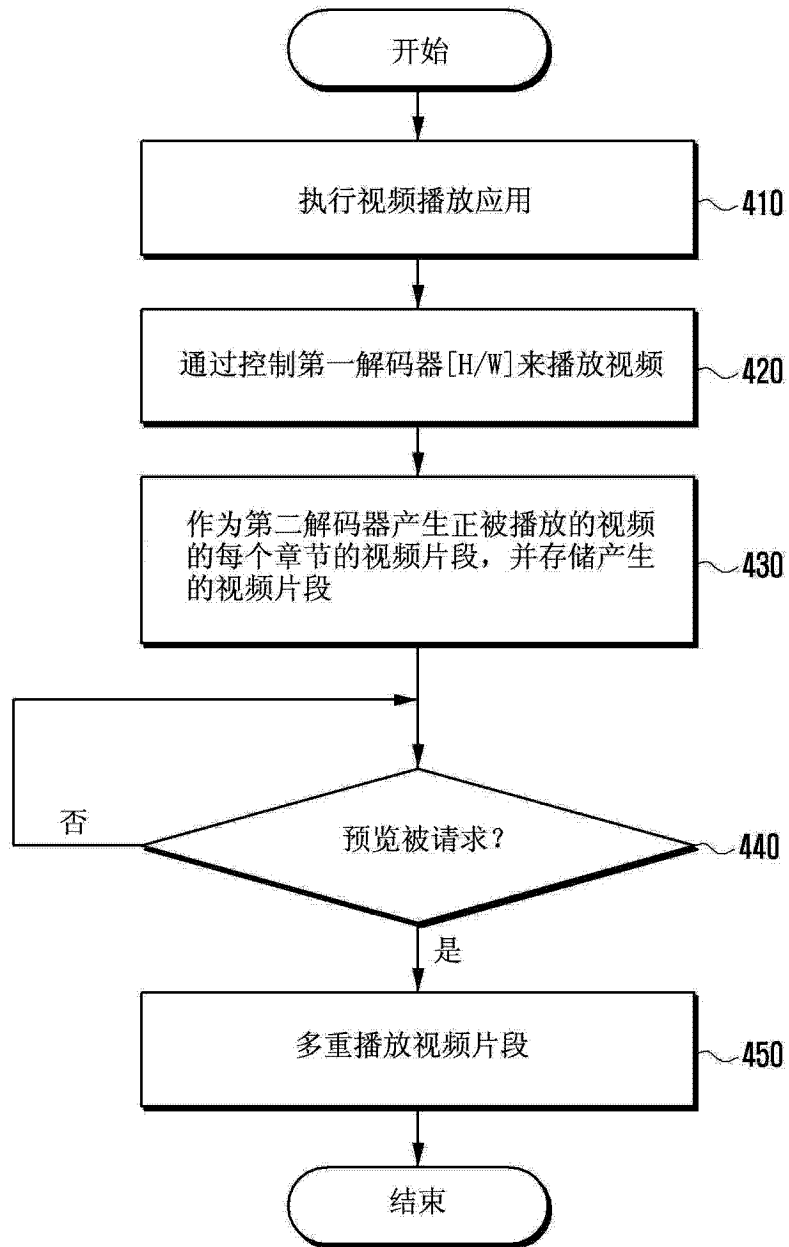 开始
执行视频播放应用
410
通过控制第一解码器[H/W]来播放视频
420
作为第二解码器产生正被播放的视频
的每个章节的视频片段，并存储产生
的视频片段
430
预览被请求？
440
否
是
多重播放视频片段
450
结束